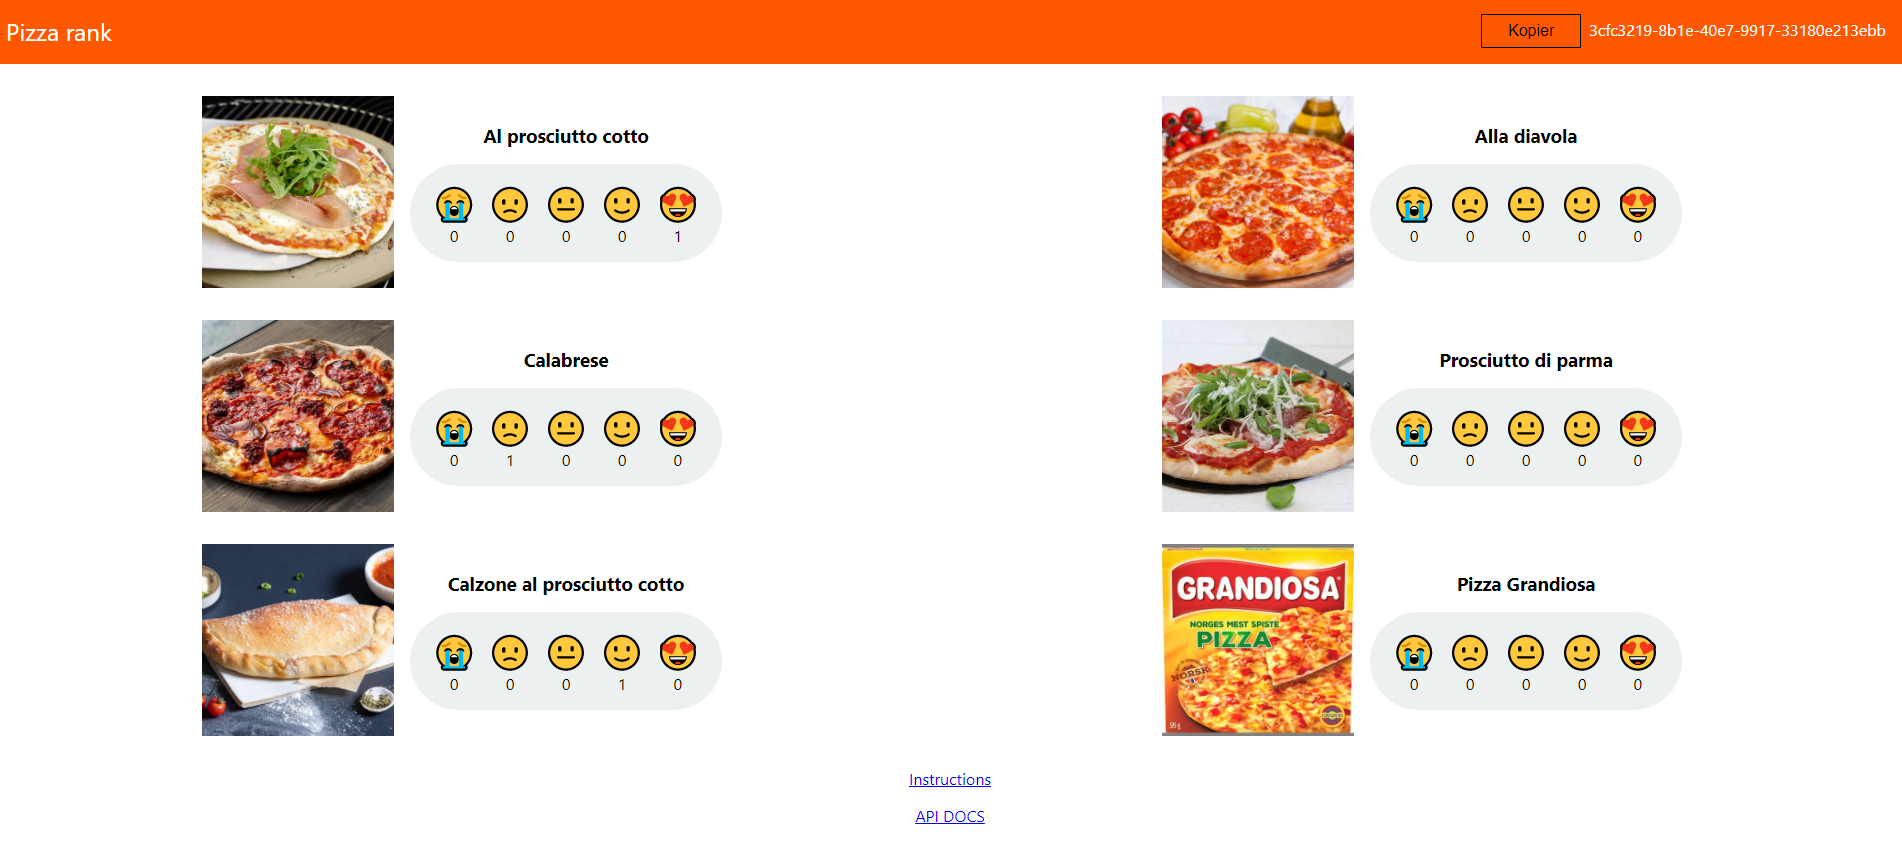 Pizza rank
Kopier 3cfc3219-8b1e-40e7-9917-33180e213ebb
Al prosciutto cotto
0 0 0 0 1
Alla diavola
0 0 0 0 0
Calabrese
0 1 0 0 0
Prosciutto di parma
0 0 0 0 0
Calzone al prosciutto cotto
0 0 0 1 0
GRANDIOSA
NORGES MEST SPISTE
PIZZA
NORSK
Pizza Grandiosa
0 0 0 0 0
Instructions
API DOCS